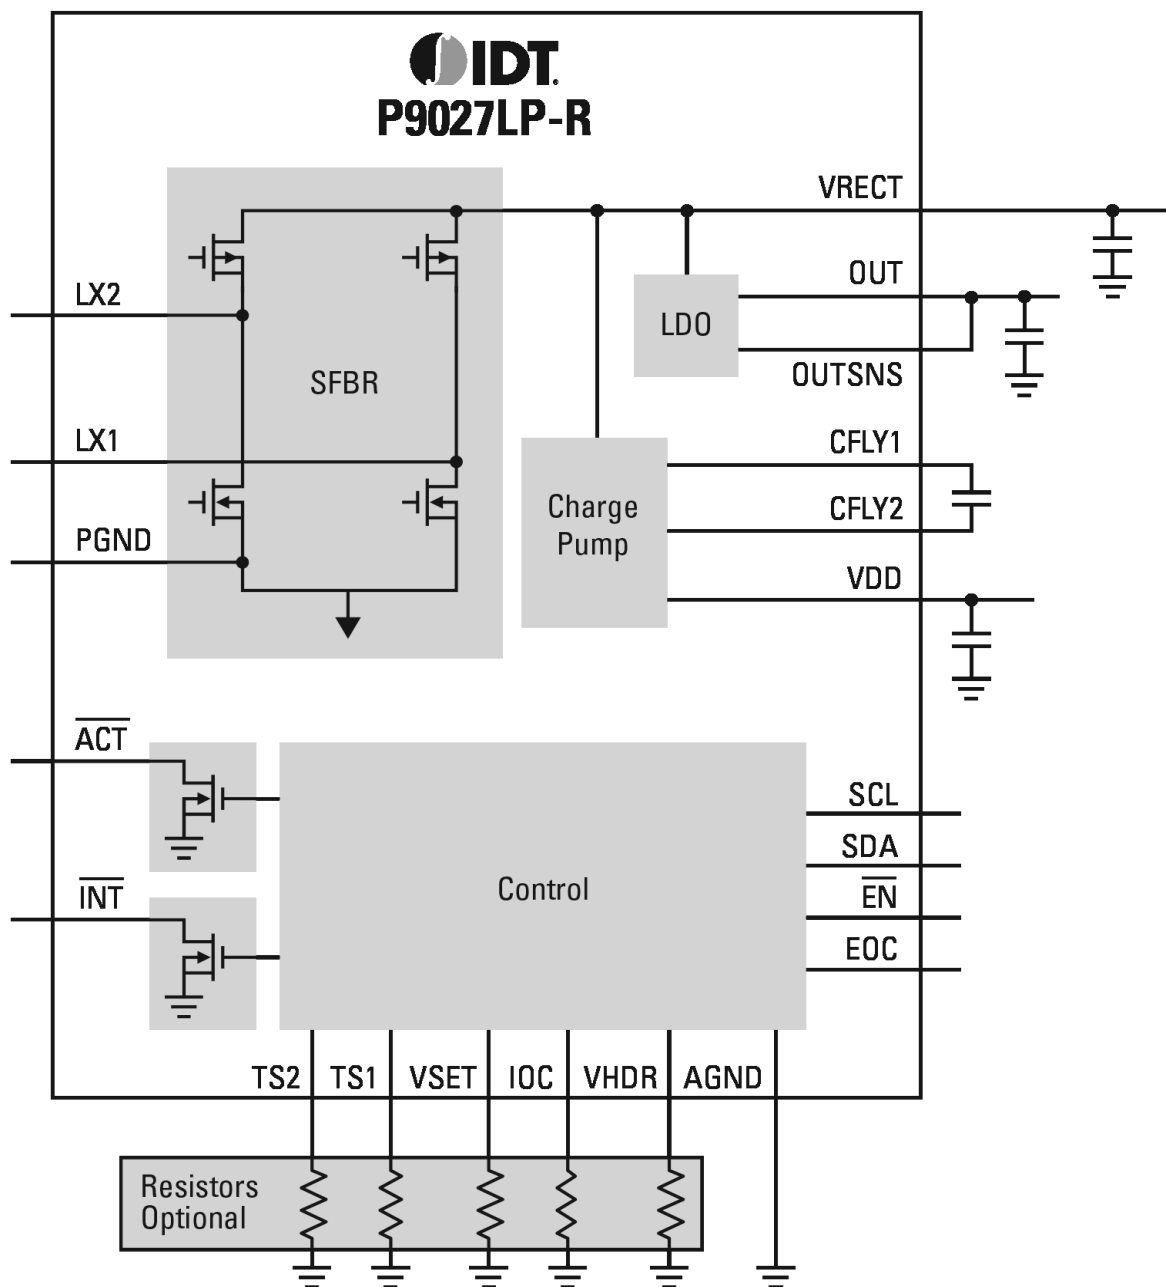 IDT.
P9027LP-R
VRECT
OUT
LX2
LDO
OUTSNS
SFBR
LX1
CFLY1
Charge
Pump
CFLY2
PGND
VDD
ACT
SCL
SDA
Control
INT
EN
EOC
TS2 TS1 VSET IOC VHDR AGND
Resistors
Optional